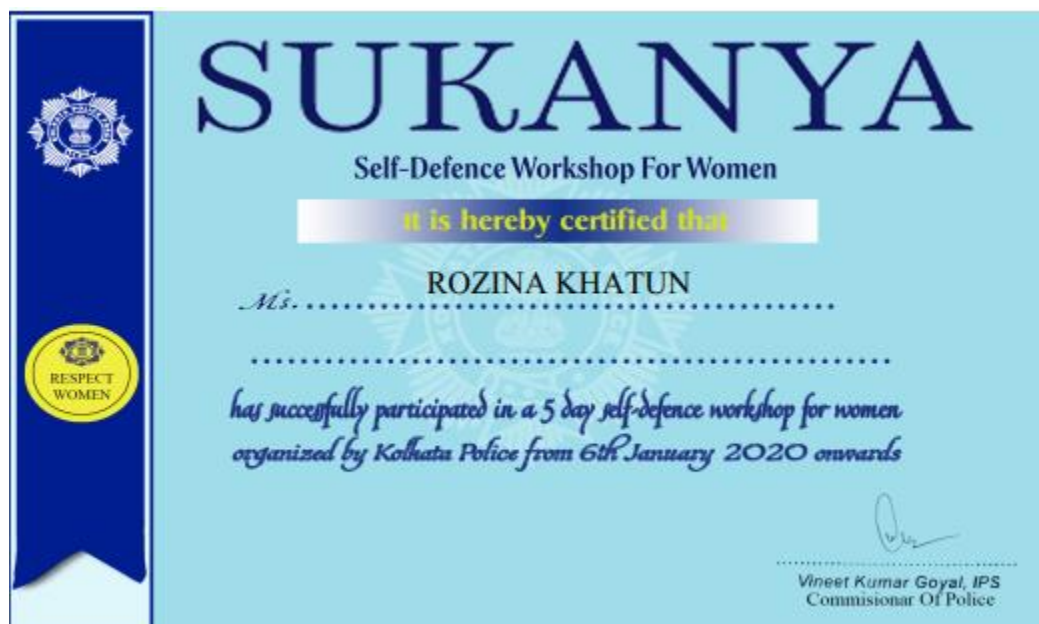 SUKANYA
Self-Defence Workshop For Women
It is hereby certified that
ROZINA KHATUN
Ms.
RESPECT
WOMEN
has successfully participated in a 5 day self-defence workshop for women
organized by Kolkata Police from 6th January 2020 onwards
Vineet Kumar Goyal, IPS
Commisionar Of Police